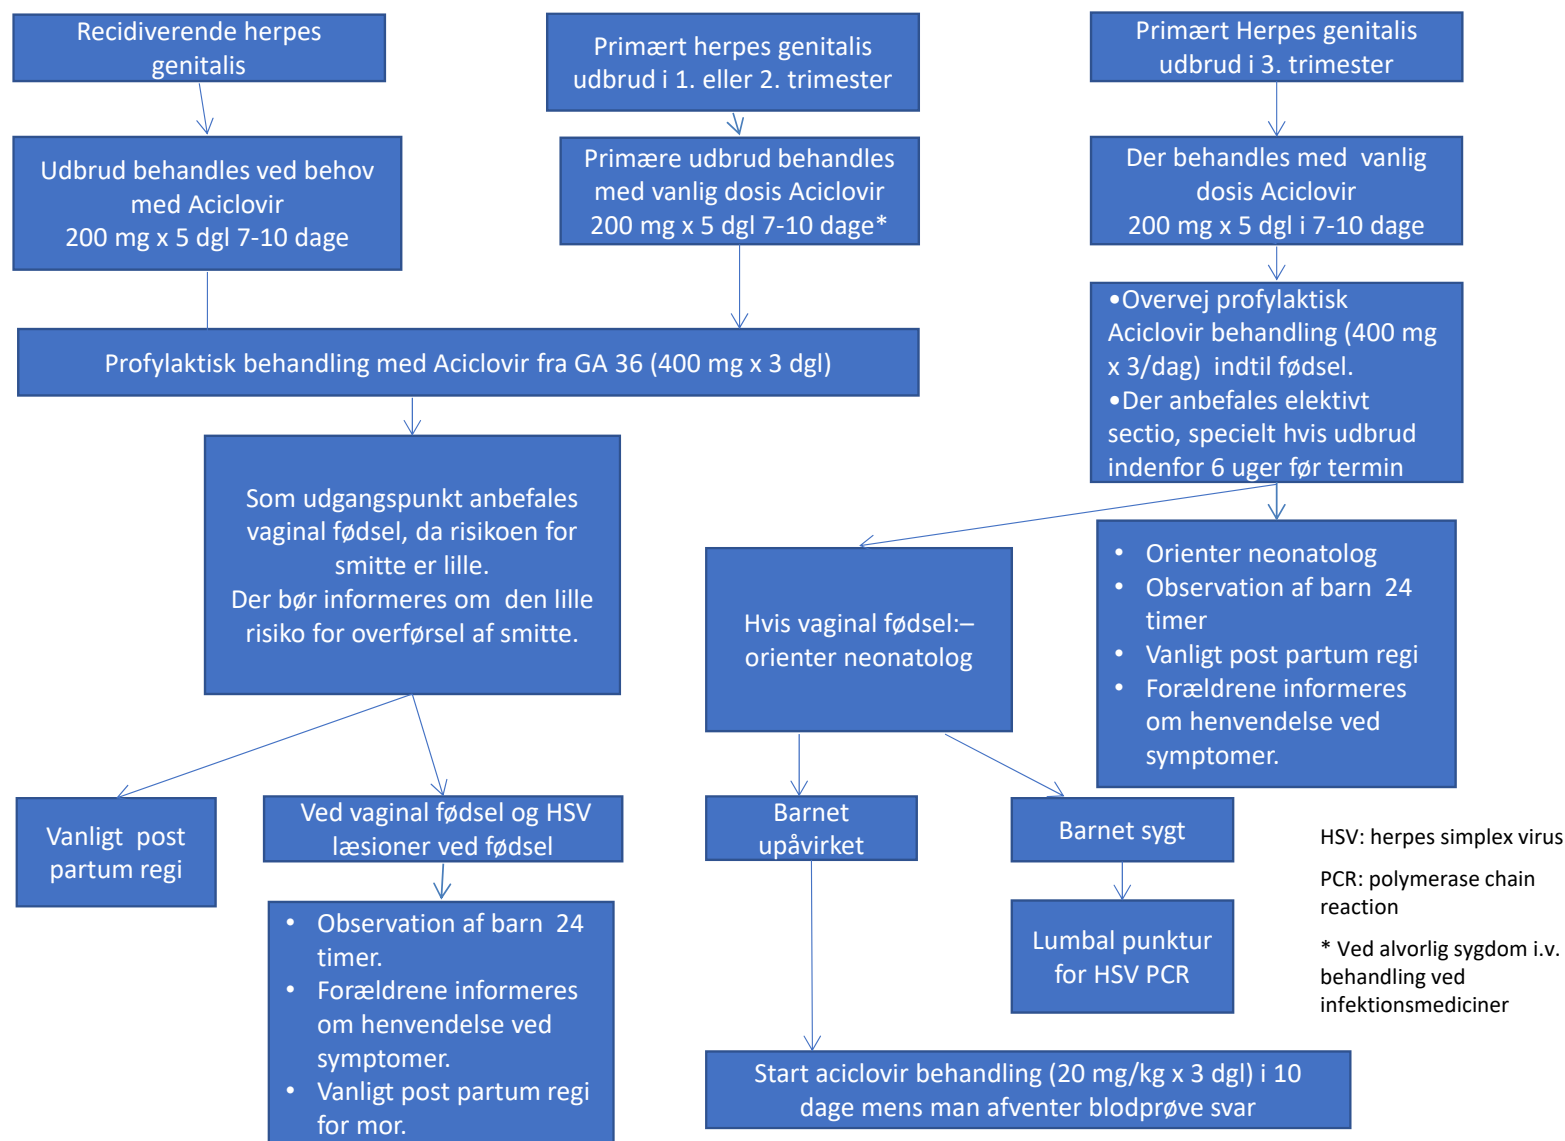 Recidiverende herpes
genitalis
Primært herpes genitalis
udbrud i 1. eller 2. trimester
Primært Herpes genitalis
udbrud i 3. trimester
Udbrud behandles ved behov
med Aciclovir
200 mg x 5 dgl 7-10 dage
Primære udbrud behandles
med vanlig dosis Aciclovir
200 mg x 5 dgl 7-10 dage*
Der behandles med vanlig
dosis Aciclovir
200 mg x 5 dgl i 7-10 dage
Profylaktisk behandling med Aciclovir fra GA 36 (400 mg x 3 dgl)
•Overvej profylaktisk
Aciclovir behandling (400 mg
x 3/dag) indtil fødsel.
•Der anbefales elektivt
sectio, specielt hvis udbrud
indenfor 6 uger før termin
Som udgangspunkt anbefales
vaginal fødsel, da risikoen for
smitte er lille.
Der bør informeres om den lille
risiko for overførsel af smitte.
Hvis vaginal fødsel:–
orienter neonatolog
• Orienter neonatolog
• Observation af barn 24
timer
• Vanligt post partum regi
• Forældrene informeres
om henvendelse ved
symptomer.
Vanligt post
partum regi
Ved vaginal fødsel og HSV
læsioner ved fødsel
Barnet
upåvirket
Barnet sygt
• Observation af barn 24
timer.
• Forældrene informeres
om henvendelse ved
symptomer.
• Vanligt post partum regi
for mor.
Lumbal punktur
for HSV PCR
Start aciclovir behandling (20 mg/kg x 3 dgl) i 10
dage mens man afventer blodprøve svar
HSV: herpes simplex virus
PCR: polymerase chain
reaction
* Ved alvorlig sygdom i.v.
behandling ved
infektionsmediciner